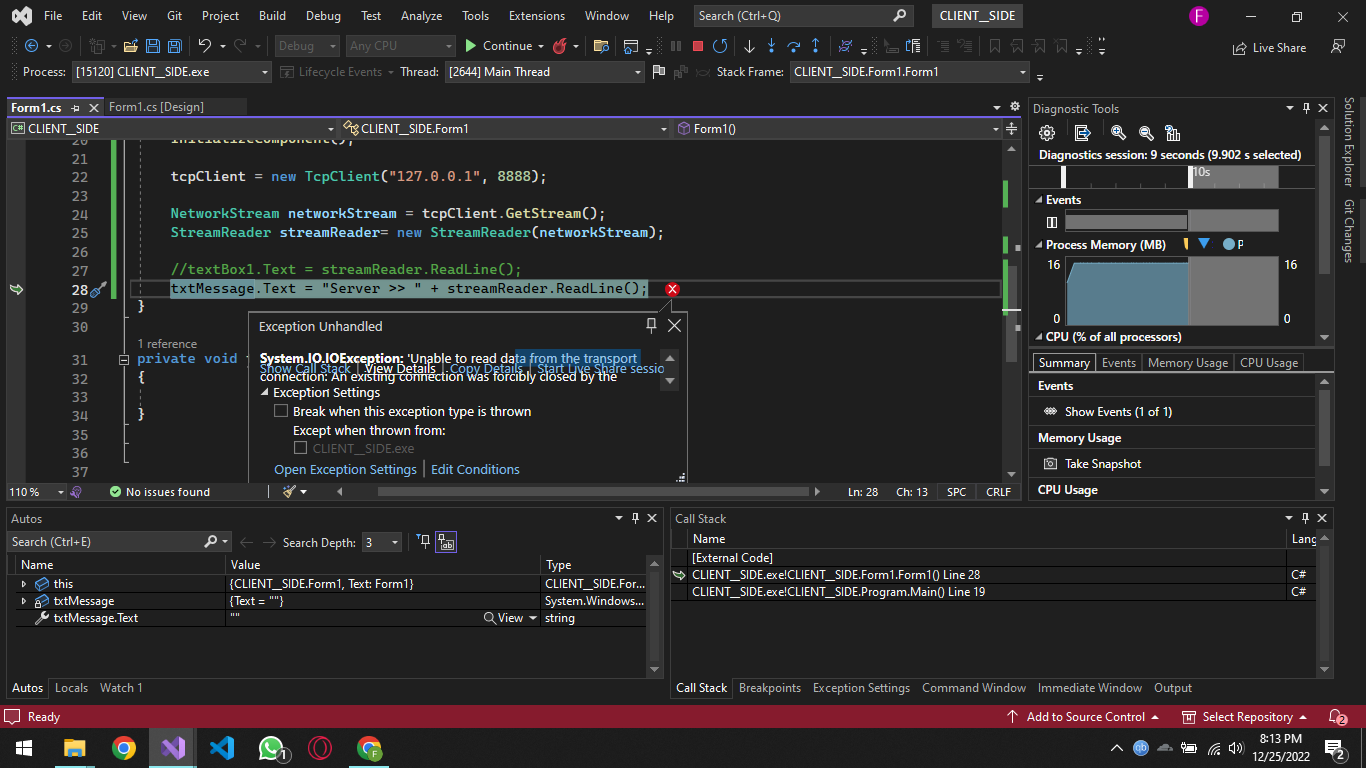 File Edit View Git Project Build Debug Test Analyze Tools Extensions Window Help Search (Ctrl+Q) CLIENT__SIDE F
Debug Any CPU Continue Live Share
Process: [15120] CLIENT__SIDE.exe Lifecycle Events Thread: [2644] Main Thread Stack Frame: CLIENT__SIDE.Form1.Form1
Form1.cs Form1.cs [Design]
C# CLIENT__SIDE CLIENT__SIDE.Form1 Form1()
20 InitializeComponent();
21
22 tcpClient = new TcpClient("127.0.0.1", 8888);
23
24 NetworkStream networkStream = tcpClient.GetStream();
25 StreamReader streamReader= new StreamReader(networkStream);
26
27 //textBox1.Text = streamReader.ReadLine();
28 txtMessage.Text = "Server >> " + streamReader.ReadLine();
29 }
30
1 reference
31 private void
32 {
33
34 }
35
36
37
Exception Unhandled
System.IO.IOException: 'Unable to read data from the transport
connection: An existing connection was forcibly closed by the
Show Call Stack View Details Copy Details Start Live Share sessio
Exception Settings
Break when this exception type is thrown
Except when thrown from:
CLIENT__SIDE.exe
Open Exception Settings Edit Conditions
110 % No issues found Ln: 28 Ch: 13 SPC CRLF
Diagnostic Tools
Diagnostics session: 9 seconds (9.902 s selected)
10s
Events
Process Memory (MB) P
16 16
0 0
CPU (% of all processors)
Summary Events Memory Usage CPU Usage
Events
Show Events (1 of 1)
Memory Usage
Take Snapshot
CPU Usage
Solution Explorer
Git Changes
Autos
Search (Ctrl+E) Search Depth: 3
Name Value Type
this {CLIENT__SIDE.Form1, Text: Form1} CLIENT__SIDE.For...
txtMessage {Text = ""} System.Windows...
txtMessage.Text "" View string
Autos Locals Watch 1
Call Stack
Name Lang
[External Code]
CLIENT__SIDE.exe!CLIENT__SIDE.Form1.Form1() Line 28 C#
CLIENT__SIDE.exe!CLIENT__SIDE.Program.Main() Line 19 C#
Call Stack Breakpoints Exception Settings Command Window Immediate Window Output
Ready Add to Source Control Select Repository 2
1 F qb 8:13 PM
12/25/2022 2